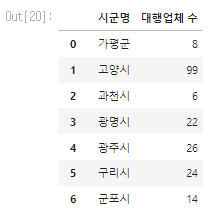 Out[20]:
시군명 대행업체 수
0 가평군 8
1 고양시 99
2 과천시 6
3 광명시 22
4 광주시 26
5 구리시 24
6 군포시 14